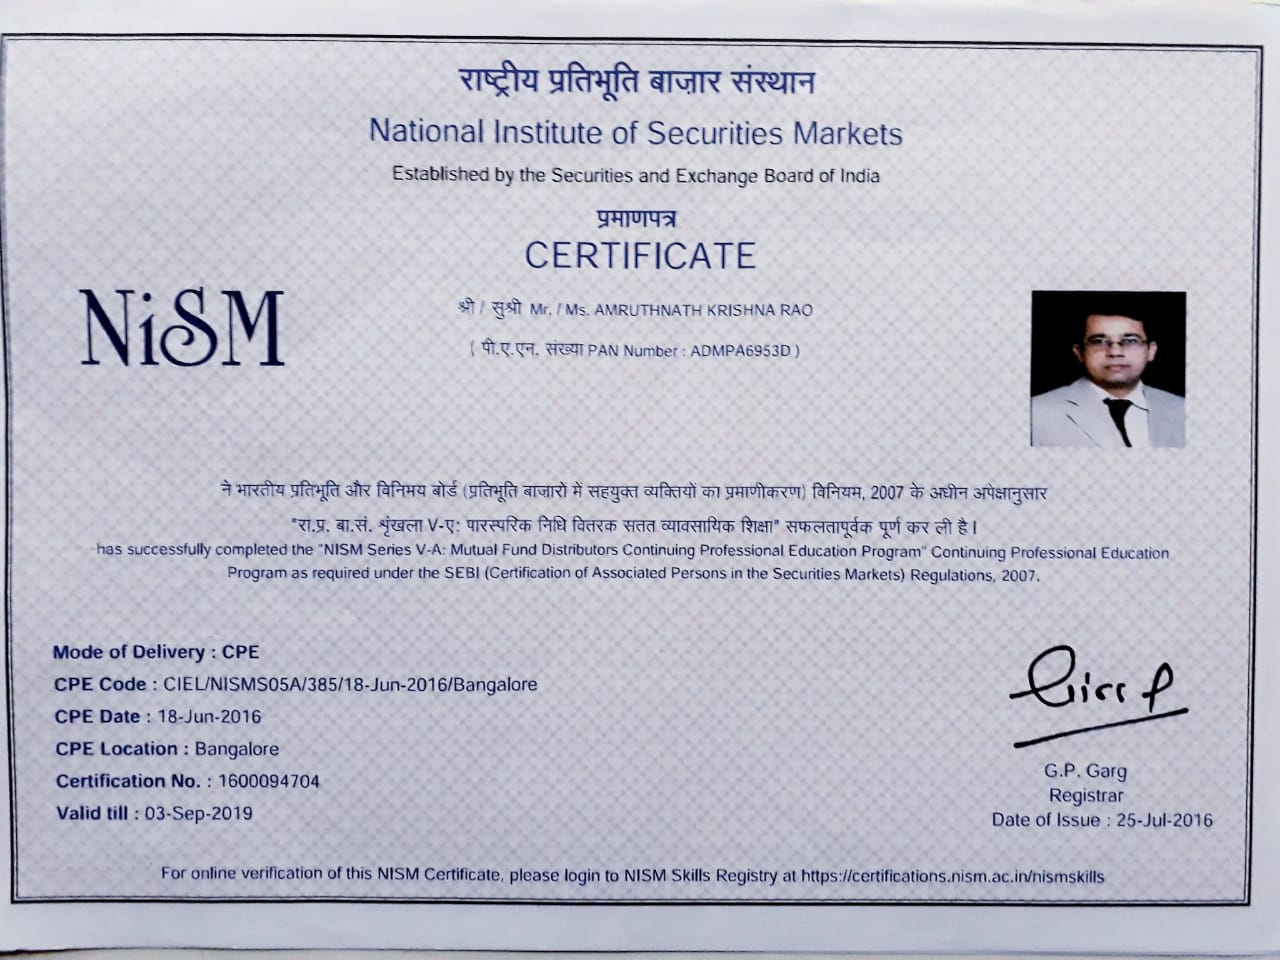 राष्ट्रीय प्रतिभूति बाज़ार संस्थान
National Institute of Securities Markets
Established by the Securities and Exchange Board of India
प्रमाणपत्र
CERTIFICATE
NiSM
श्री / सुश्री Mr. / Ms. AMRUTHNATH KRISHNA RAO
( पी.ए.एन. संख्या PAN Number : ADMPA6953D )
ने भारतीय प्रतिभूति और विनिमय बोर्ड (प्रतिभूति बाजारों में सहयुक्त व्यक्तियों का प्रमाणीकरण) विनियम, 2007 के अधीन अपेक्षानुसार
"रा.प्र. बा.सं. शृंखला V-ए: पारस्परिक निधि वितरक सतत व्यावसायिक शिक्षा" सफलतापूर्वक पूर्ण कर ली है।
has successfully completed the "NISM Series V-A: Mutual Fund Distributors Continuing Professional Education Program" Continuing Professional Education
Program as required under the SEBI (Certification of Associated Persons in the Securities Markets) Regulations, 2007.
Mode of Delivery : CPE
CPE Code : CIEL/NISMS05A/385/18-Jun-2016/Bangalore
CPE Date : 18-Jun-2016
CPE Location : Bangalore
Certification No. : 1600094704
Valid till : 03-Sep-2019
G.P. Garg
Registrar
Date of Issue : 25-Jul-2016
For online verification of this NISM Certificate, please login to NISM Skills Registry at https://certifications.nism.ac.in/nismskills